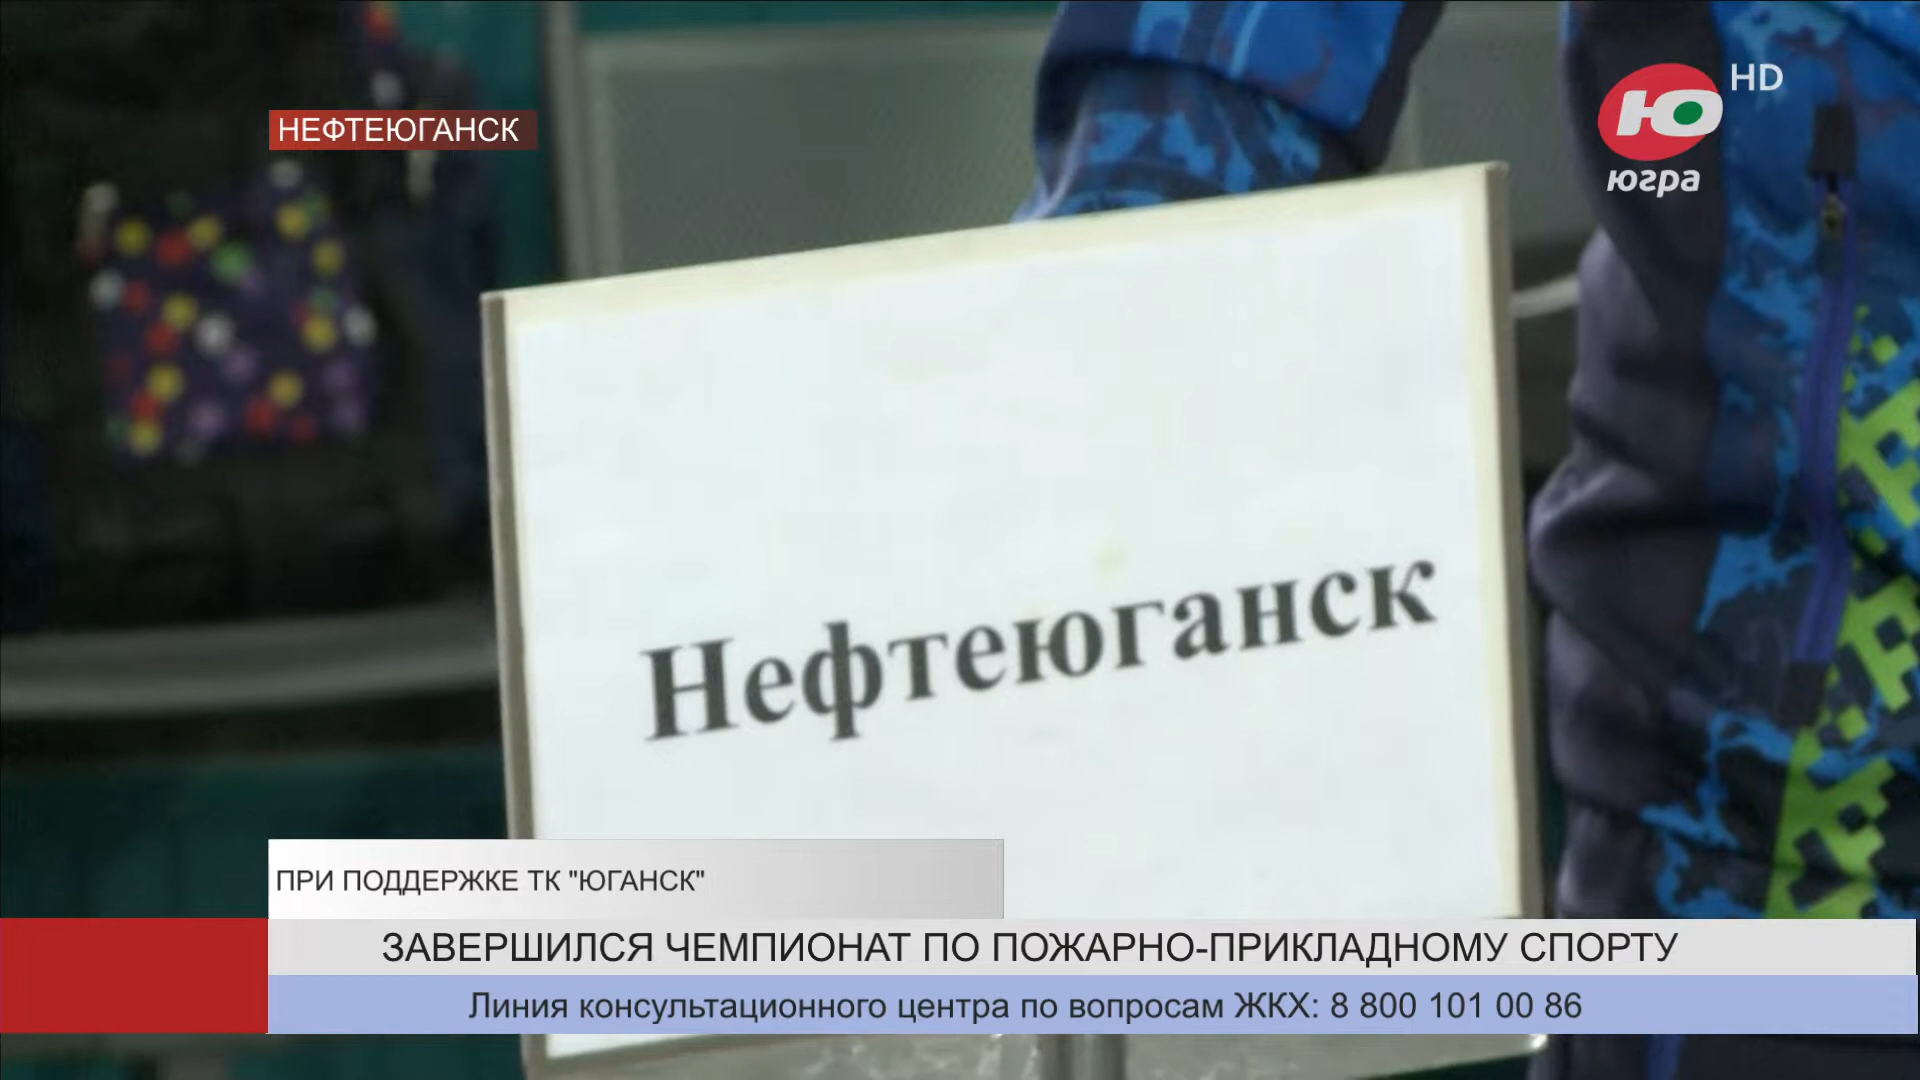 НЕФТЕЮГАНСК
Ю HD
югра
Нефтеюганск
ПРИ ПОДДЕРЖКЕ ТК "ЮГАНСК"
ЗАВЕРШИЛСЯ ЧЕМПИОНАТ ПО ПОЖАРНО-ПРИКЛАДНОМУ СПОРТУ
Линия консультационного центра по вопросам ЖКХ: 8 800 101 00 86